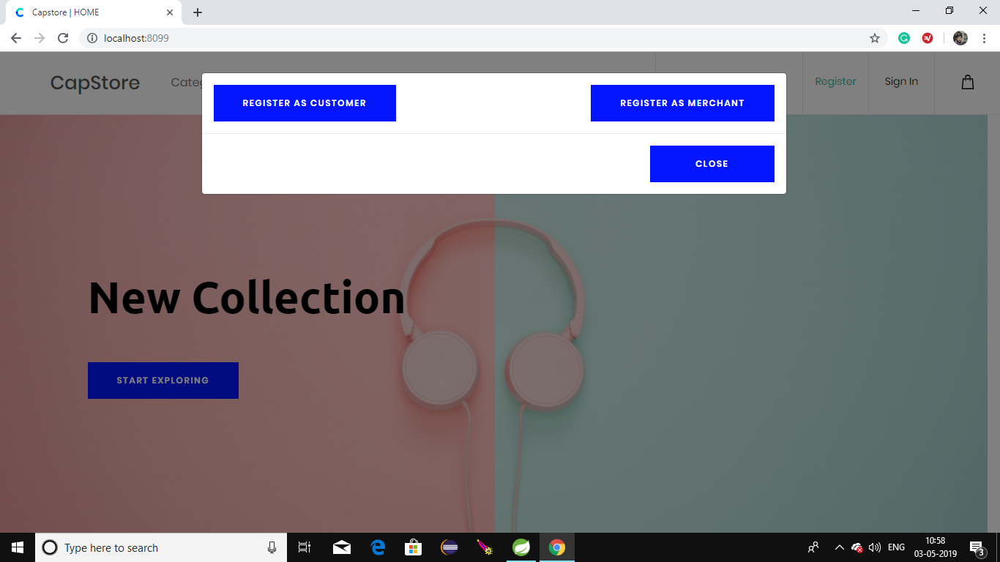 Capstore | HOME
localhost:8099
CapStore
Categ
Register
Sign In
REGISTER AS CUSTOMER
REGISTER AS MERCHANT
CLOSE
New Collection
START EXPLORING
Type here to search
ENG
10:58
03-05-2019
3